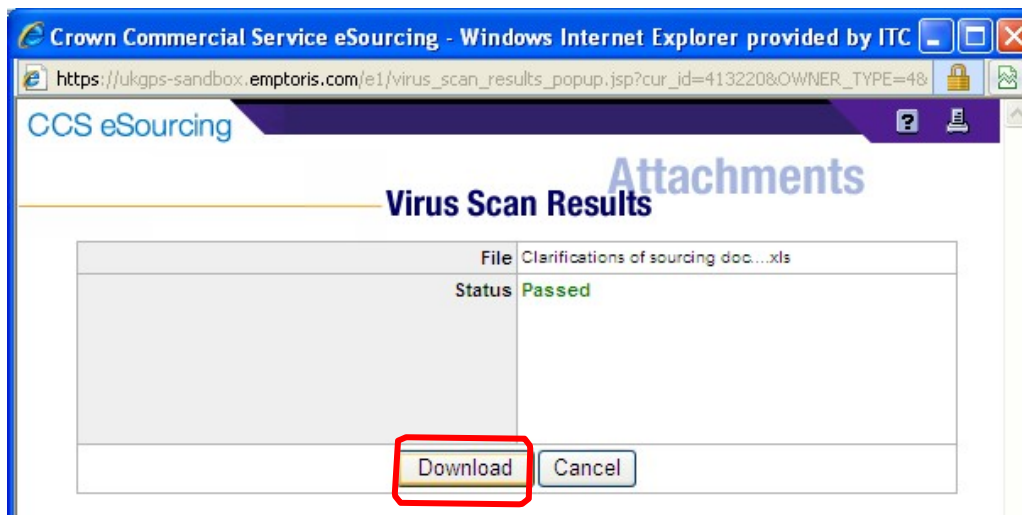 Crown Commercial Service eSourcing - Windows Internet Explorer provided by ITC
https://ukgps-sandbox.emptoris.com/e1/virus_scan_results_popup.jsp?cur_id=413220&OWNER_TYPE=4&
CCS eSourcing
?
Attachments
Virus Scan Results
File Clarifications of sourcing doc....xls
Status Passed
Download Cancel